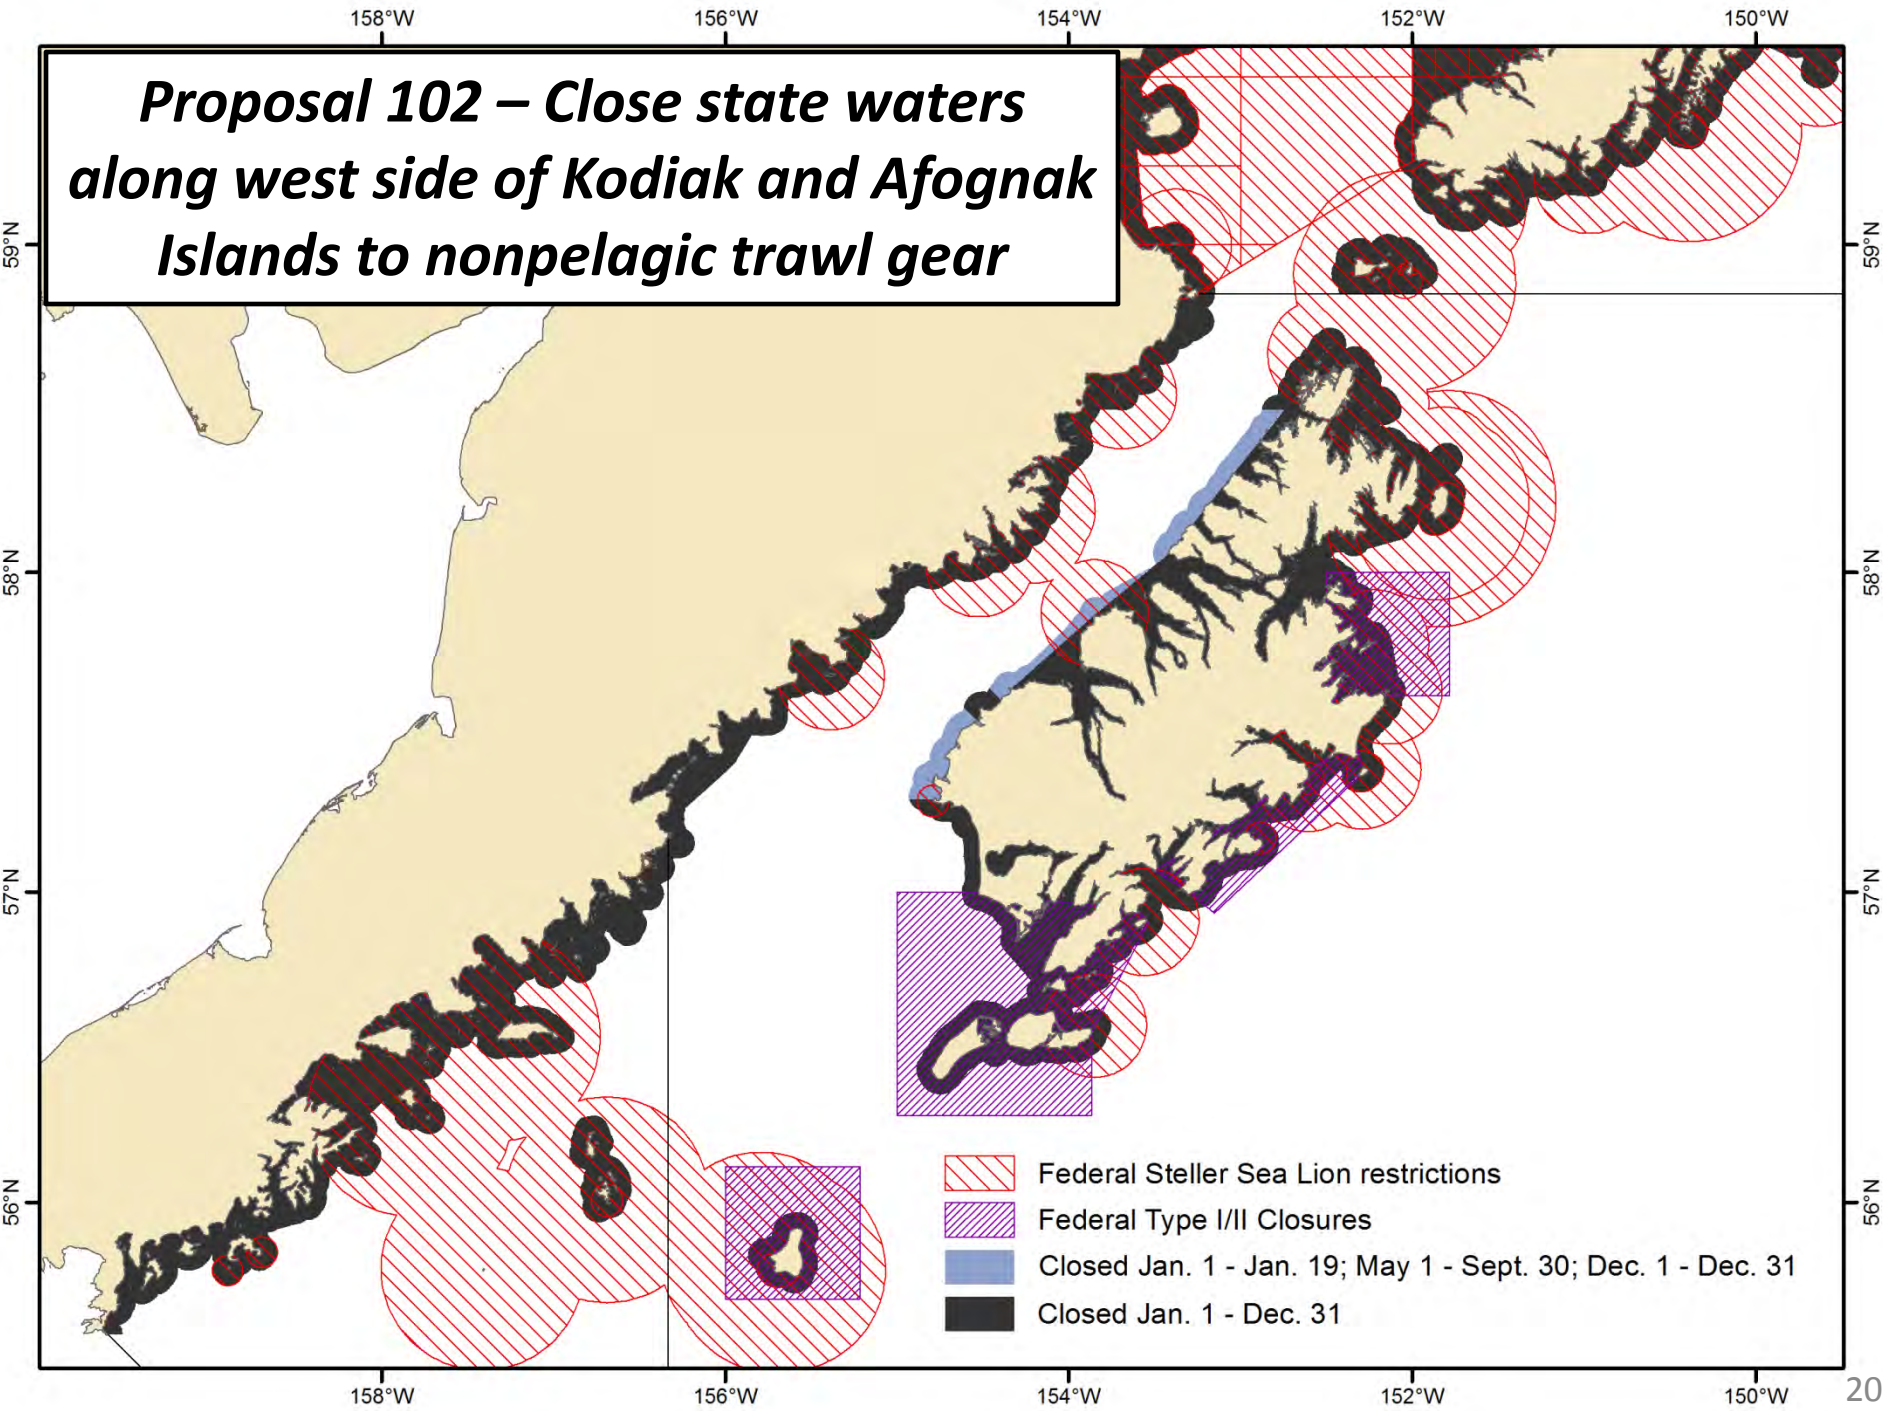 158°W 156°W 154°W 152°W 150°W
Proposal 102 – Close state waters
along west side of Kodiak and Afognak
Islands to nonpelagic trawl gear
59°N 59°N
58°N 58°N
57°N 57°N
56°N 56°N
Federal Steller Sea Lion restrictions
Federal Type I/II Closures
Closed Jan. 1 - Jan. 19; May 1 - Sept. 30; Dec. 1 - Dec. 31
Closed Jan. 1 - Dec. 31
158°W 156°W 154°W 152°W 150°W
20